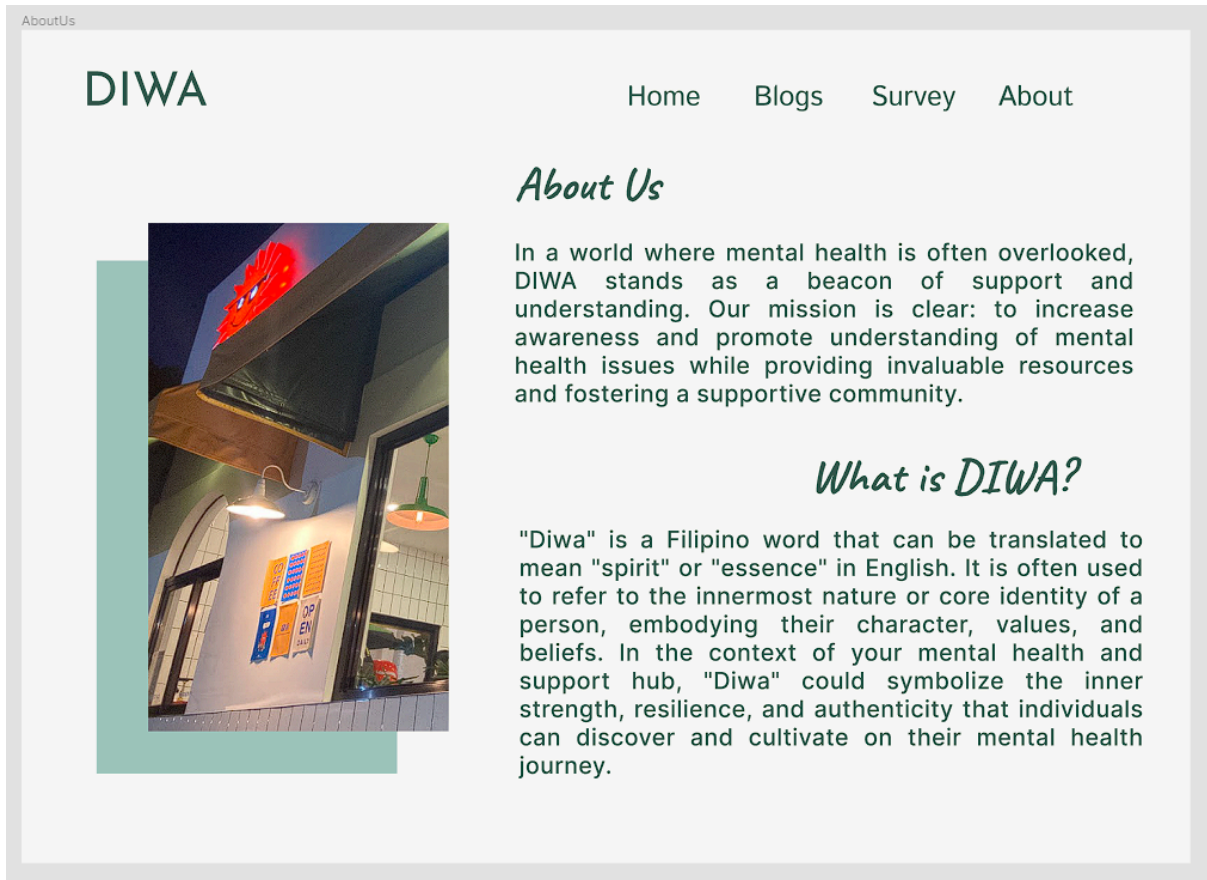 AboutUs
DIWA
Home Blogs Survey About
About Us
In a world where mental health is often overlooked,
DIWA stands as a beacon of support and
understanding. Our mission is clear: to increase
awareness and promote understanding of mental
health issues while providing invaluable resources
and fostering a supportive community.
What is DIWA?
"Diwa" is a Filipino word that can be translated to
mean "spirit" or "essence" in English. It is often used
to refer to the innermost nature or core identity of a
person, embodying their character, values, and
beliefs. In the context of your mental health and
support hub, "Diwa" could symbolize the inner
strength, resilience, and authenticity that individuals
can discover and cultivate on their mental health
journey.
CO
FF
EE
OP
EN
DAILY